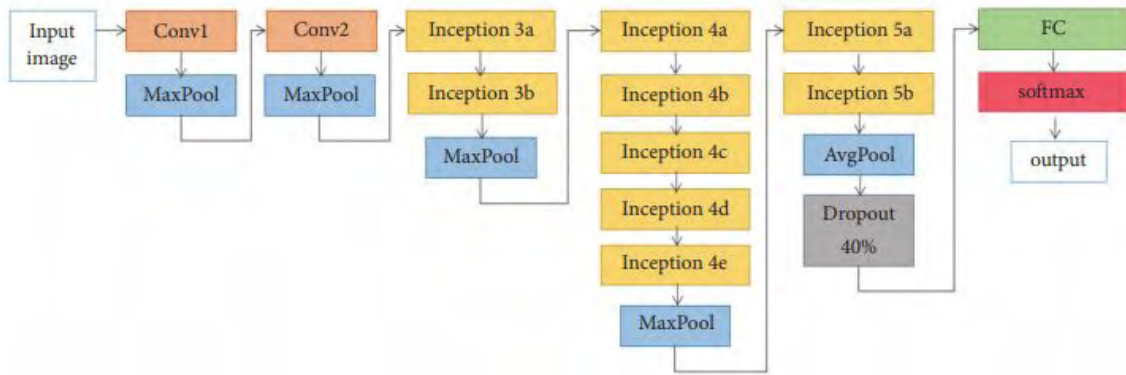 Input
image
Conv1
MaxPool
Conv2
MaxPool
Inception 3a
Inception 3b
MaxPool
Inception 4a
Inception 4b
Inception 4c
Inception 4d
Inception 4e
MaxPool
Inception 5a
Inception 5b
AvgPool
Dropout
40%
FC
softmax
output